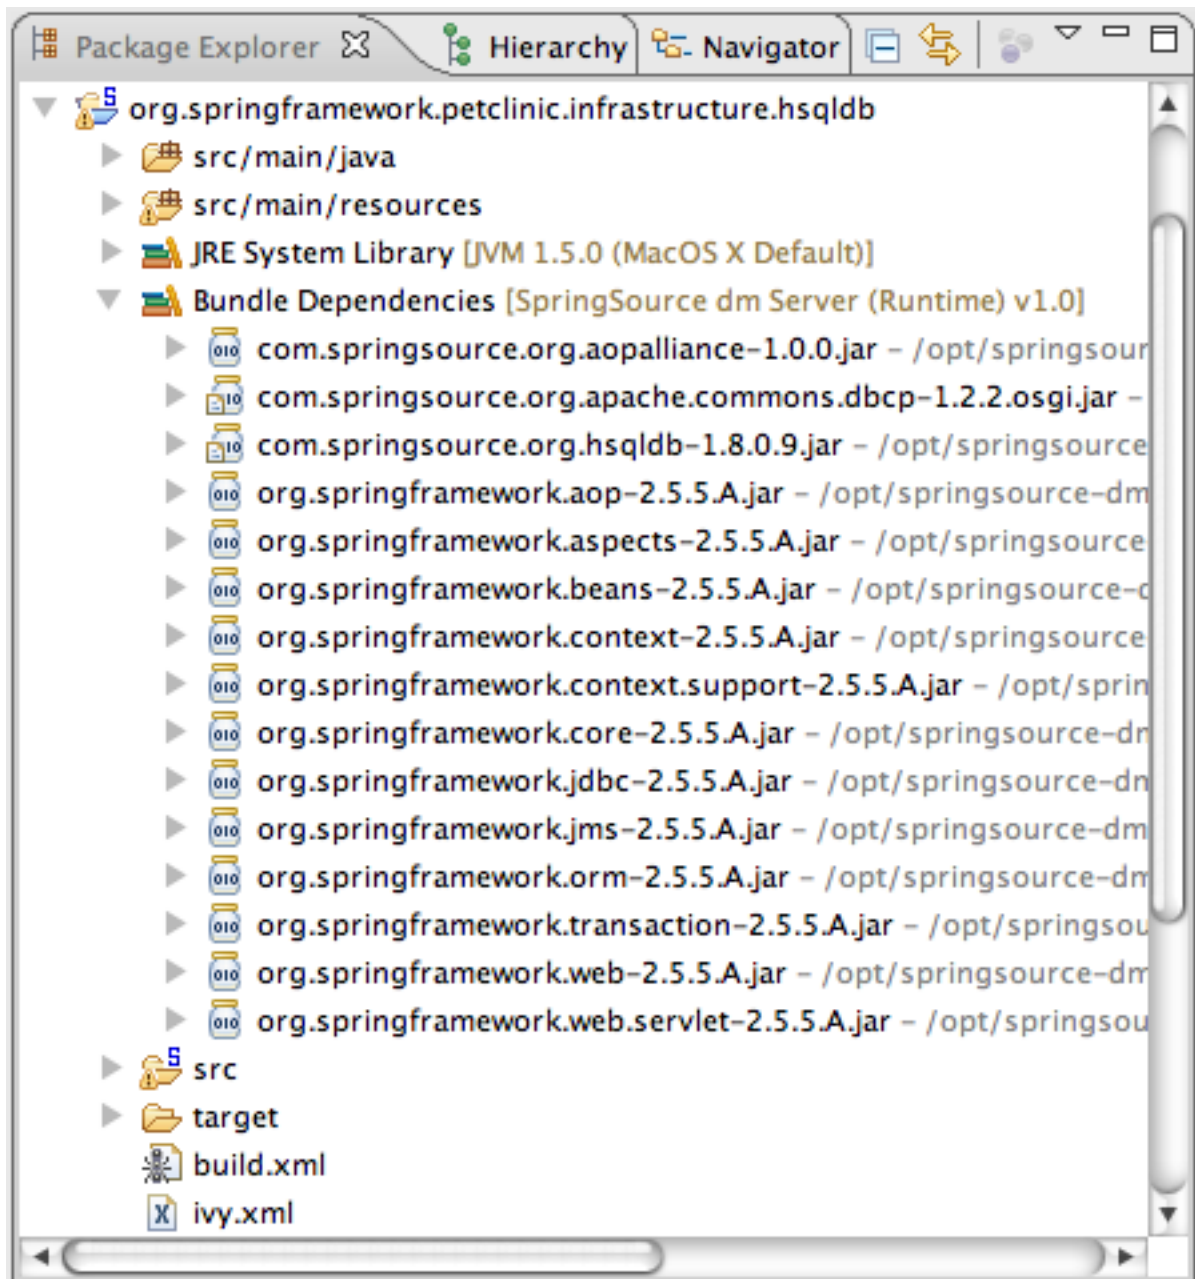 Package Explorer Hierarchy Navigator
org.springframework.petclinic.infrastructure.hsqldb
src/main/java
src/main/resources
JRE System Library [JVM 1.5.0 (MacOS X Default)]
Bundle Dependencies [SpringSource dm Server (Runtime) v1.0]
com.springsource.org.aopalliance-1.0.0.jar – /opt/springsour
com.springsource.org.apache.commons.dbcp-1.2.2.osgi.jar –
com.springsource.org.hsqldb-1.8.0.9.jar – /opt/springsource
org.springframework.aop-2.5.5.A.jar – /opt/springsource-dm
org.springframework.aspects-2.5.5.A.jar – /opt/springsource
org.springframework.beans-2.5.5.A.jar – /opt/springsource-d
org.springframework.context-2.5.5.A.jar – /opt/springsource
org.springframework.context.support-2.5.5.A.jar – /opt/sprin
org.springframework.core-2.5.5.A.jar – /opt/springsource-dn
org.springframework.jdbc-2.5.5.A.jar – /opt/springsource-dn
org.springframework.jms-2.5.5.A.jar – /opt/springsource-dm
org.springframework.orm-2.5.5.A.jar – /opt/springsource-dm
org.springframework.transaction-2.5.5.A.jar – /opt/springsou
org.springframework.web-2.5.5.A.jar – /opt/springsource-dm
org.springframework.web.servlet-2.5.5.A.jar – /opt/springsou
src
target
build.xml
ivy.xml